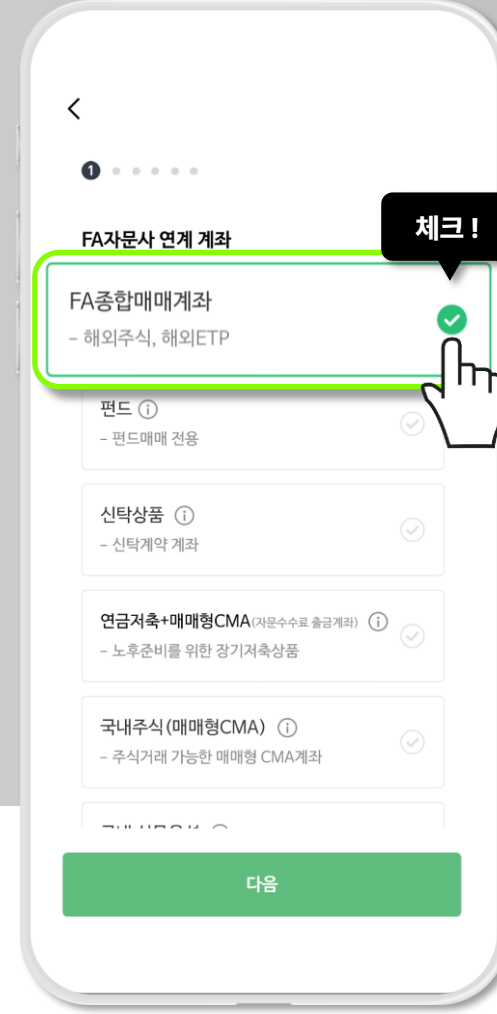 1
FA자문사 연계 계좌
체크 !
FA종합매매계좌
– 해외주식, 해외ETP
펀드 ⓘ
– 펀드매매 전용
신탁상품 ⓘ
– 신탁계약 계좌
연금저축+매매형CMA(자문수수료 출금계좌) ⓘ
– 노후준비를 위한 장기저축상품
국내주식(매매형CMA) ⓘ
– 주식거래 가능한 매매형 CMA계좌
다음